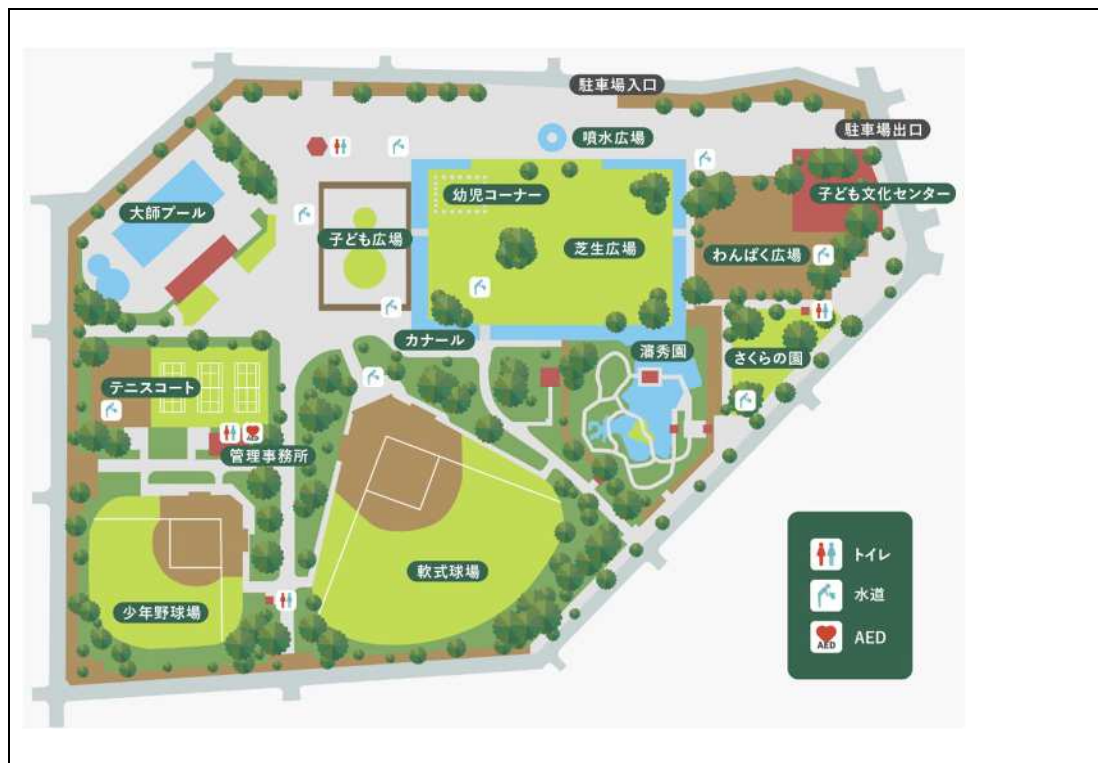 駐車場入口
駐車場出口
噴水広場
幼児コーナー
子ども文化センター
大師プール
子ども広場
芝生広場
わんぱく広場
カナール
瀋秀園
さくらの園
テニスコート
AED
管理事務所
軟式球場
少年野球場
トイレ
水道
AED
AED